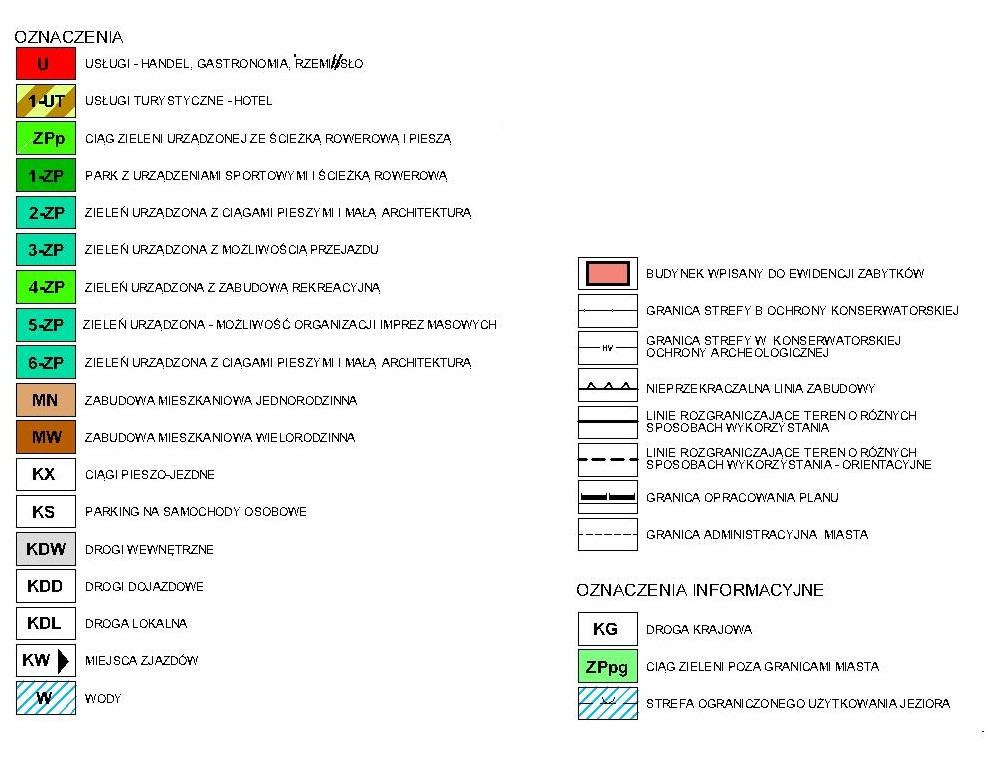 OZNACZENIA
U USŁUGI - HANDEL, GASTRONOMIA, RZEMIOSŁO
1-UT USŁUGI TURYSTYCZNE - HOTEL
ZPp CIĄG ZIELENI URZĄDZONEJ ZE ŚCIEŻKĄ ROWEROWĄ I PIESZĄ
1-ZP PARK Z URZĄDZENIAMI SPORTOWYMI I ŚCIEŻKĄ ROWEROWĄ
2-ZP ZIELEŃ URZĄDZONA Z CIĄGAMI PIESZYMI I MAŁĄ ARCHITEKTURĄ
3-ZP ZIELEŃ URZĄDZONA Z MOŻLIWOŚCIĄ PRZEJAZDU
4-ZP ZIELEŃ URZĄDZONA Z ZABUDOWĄ REKREACYJNĄ
5-ZP ZIELEŃ URZĄDZONA - MOŻLIWOŚĆ ORGANIZACJI IMPREZ MASOWYCH
6-ZP ZIELEŃ URZĄDZONA Z CIĄGAMI PIESZYMI I MAŁĄ ARCHITEKTURĄ
MN ZABUDOWA MIESZKANIOWA JEDNORODZINNA
MW ZABUDOWA MIESZKANIOWA WIELORODZINNA
KX CIĄGI PIESZO-JEZDNE
KS PARKING NA SAMOCHODY OSOBOWE
KDW DROGI WEWNĘTRZNE
KDD DROGI DOJAZDOWE
KDL DROGA LOKALNA
KW MIEJSCA ZJAZDÓW
W WODY
BUDYNEK WPISANY DO EWIDENCJI ZABYTKÓW
GRANICA STREFY B OCHRONY KONSERWATORSKIEJ
GRANICA STREFY W KONSERWATORSKIEJ
OCHRONY ARCHEOLOGICZNEJ
NIEPRZEKRACZALNA LINIA ZABUDOWY
LINIE ROZGRANICZAJĄCE TEREN O RÓŻNYCH
SPOSOBACH WYKORZYSTANIA
LINIE ROZGRANICZAJĄCE TEREN O RÓŻNYCH
SPOSOBACH WYKORZYSTANIA - ORIENTACYJNE
GRANICA OPRACOWANIA PLANU
GRANICA ADMINISTRACYJNA MIASTA
OZNACZENIA INFORMACYJNE
KG DROGA KRAJOWA
ZPpg CIĄG ZIELENI POZA GRANICAMI MIASTA
STREFA OGRANICZONEGO UŻYTKOWANIA JEZIORA